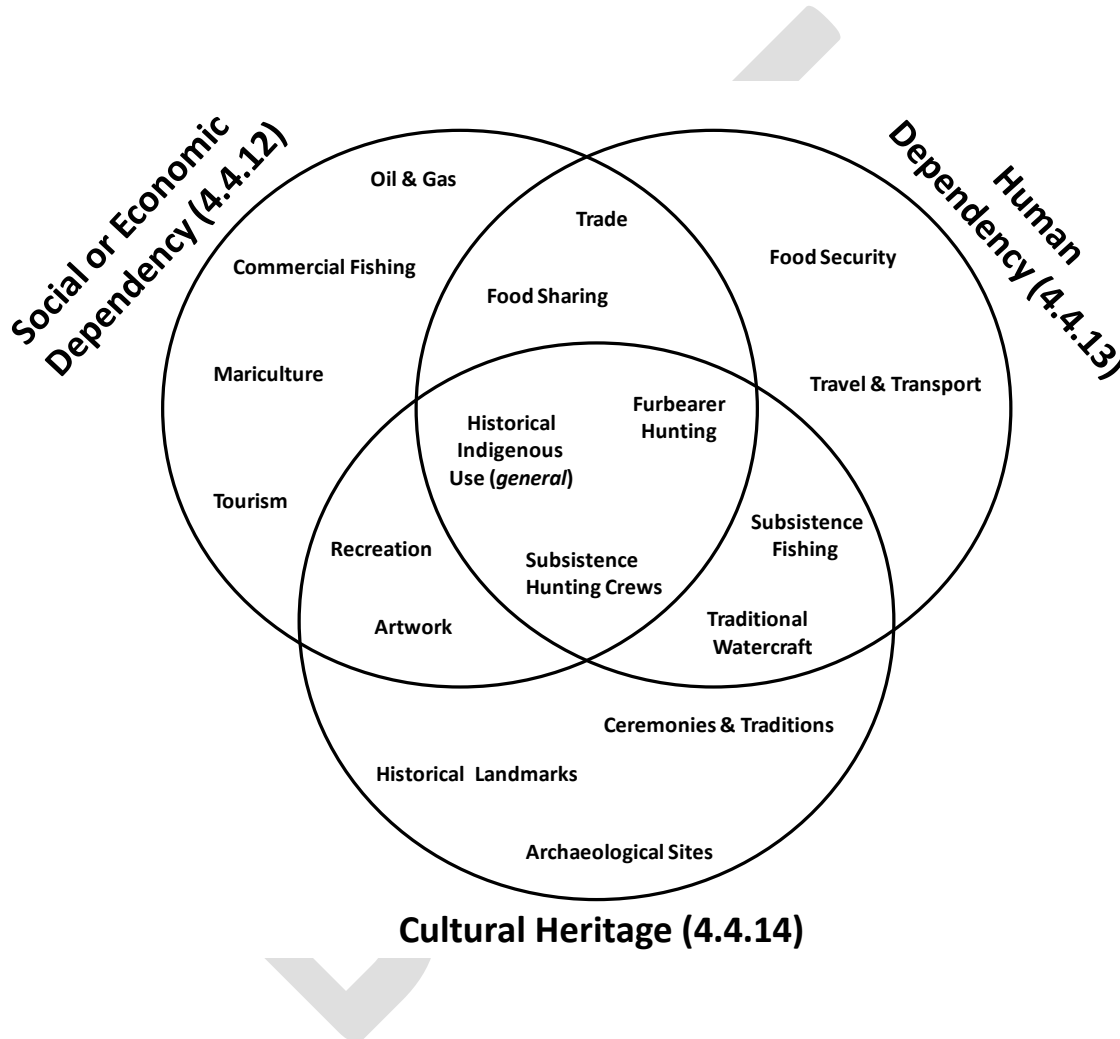 Social or Economic
Dependency (4.4.12)
Human
Dependency (4.4.13)
Oil & Gas
Trade
Commercial Fishing
Food Security
Food Sharing
Mariculture
Travel & Transport
Historical
Indigenous
Use (general)
Furbearer
Hunting
Tourism
Recreation
Subsistence
Fishing
Subsistence
Hunting Crews
Artwork
Traditional
Watercraft
Ceremonies & Traditions
Historical Landmarks
Archaeological Sites
Cultural Heritage (4.4.14)